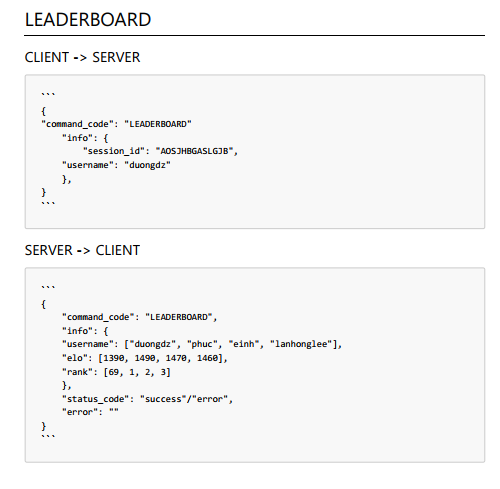 LEADERBOARD
CLIENT -> SERVER
```
{
"command_code": "LEADERBOARD"
"info": {
"session_id": "AOSJHBGASLGJB",
"username": "duongdz"
},
}
```
SERVER -> CLIENT
```
{
"command_code": "LEADERBOARD",
"info": {
"username": ["duongdz", "phuc", "einh", "lanhonglee"],
"elo": [1390, 1490, 1470, 1460],
"rank": [69, 1, 2, 3]
},
"status_code": "success"/"error",
"error": ""
}
```